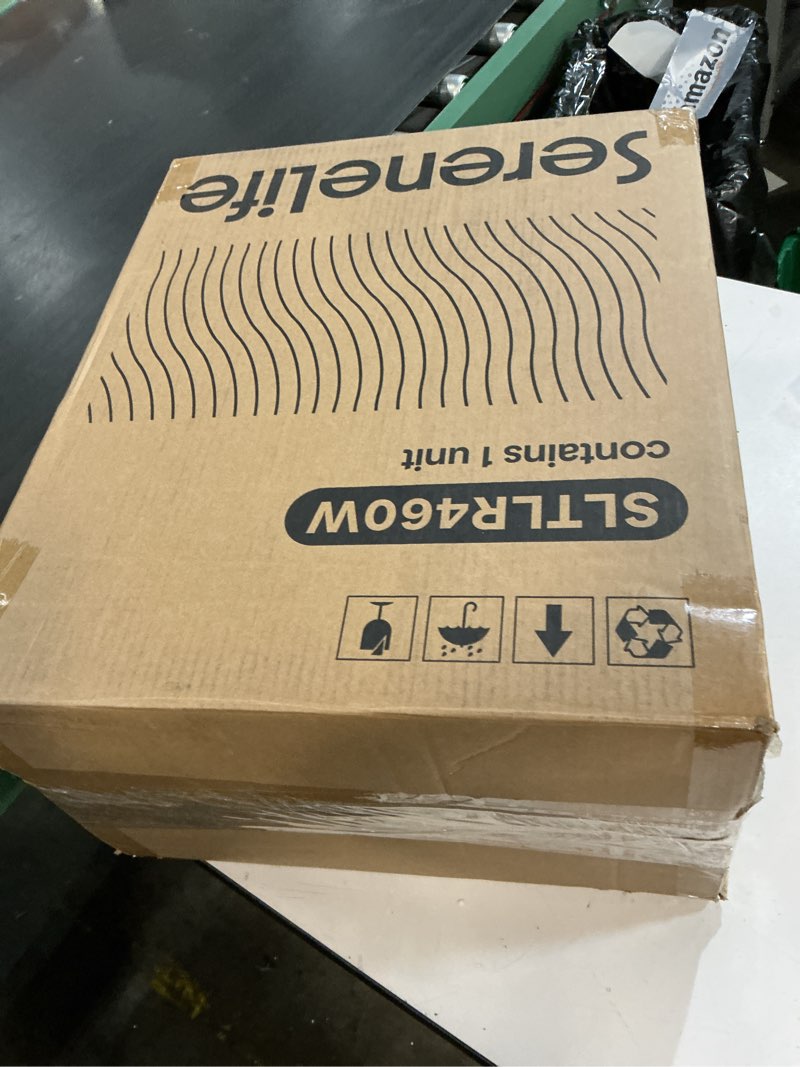 SereneLife
contains 1 unit
SLTLR460W
amazon